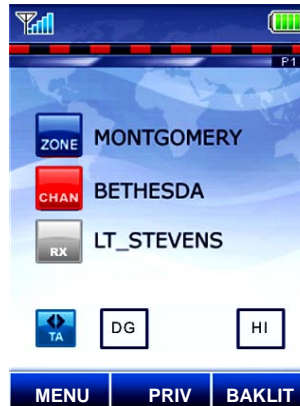 P1
ZONE MONTGOMERY
CHAN BETHESDA
RX LT_STEVENS
TA DG HI
MENU PRIV BAKLIT